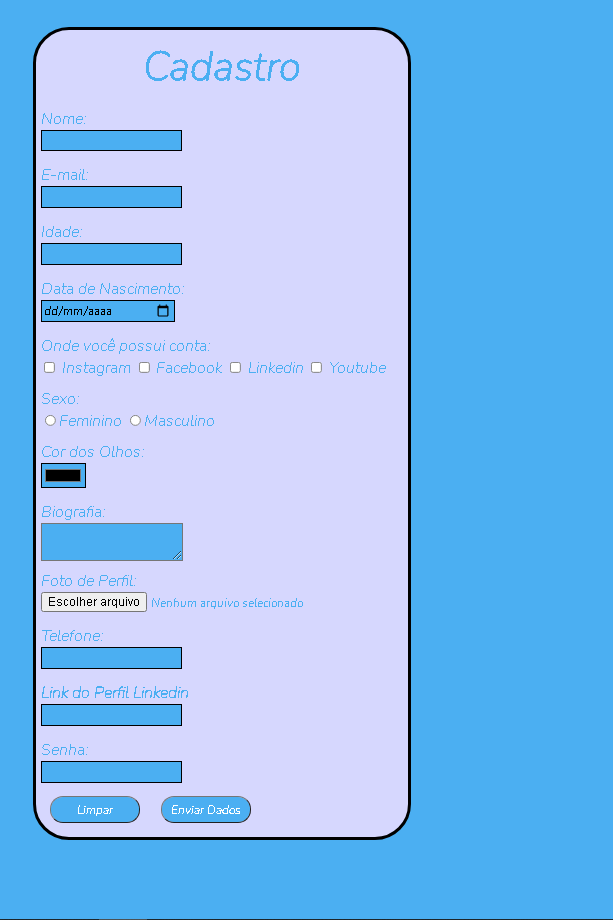 Cadastro
Nome:
E-mail:
Idade:
Data de Nascimento:
dd/mm/aaaa
Onde você possui conta:
Instagram Facebook Linkedin Youtube
Sexo:
Feminino Masculino
Cor dos Olhos:
Biografia:
Foto de Perfil:
Escolher arquivo Nenhum arquivo selecionado
Telefone:
Link do Perfil Linkedin
Senha:
Limpar Enviar Dados